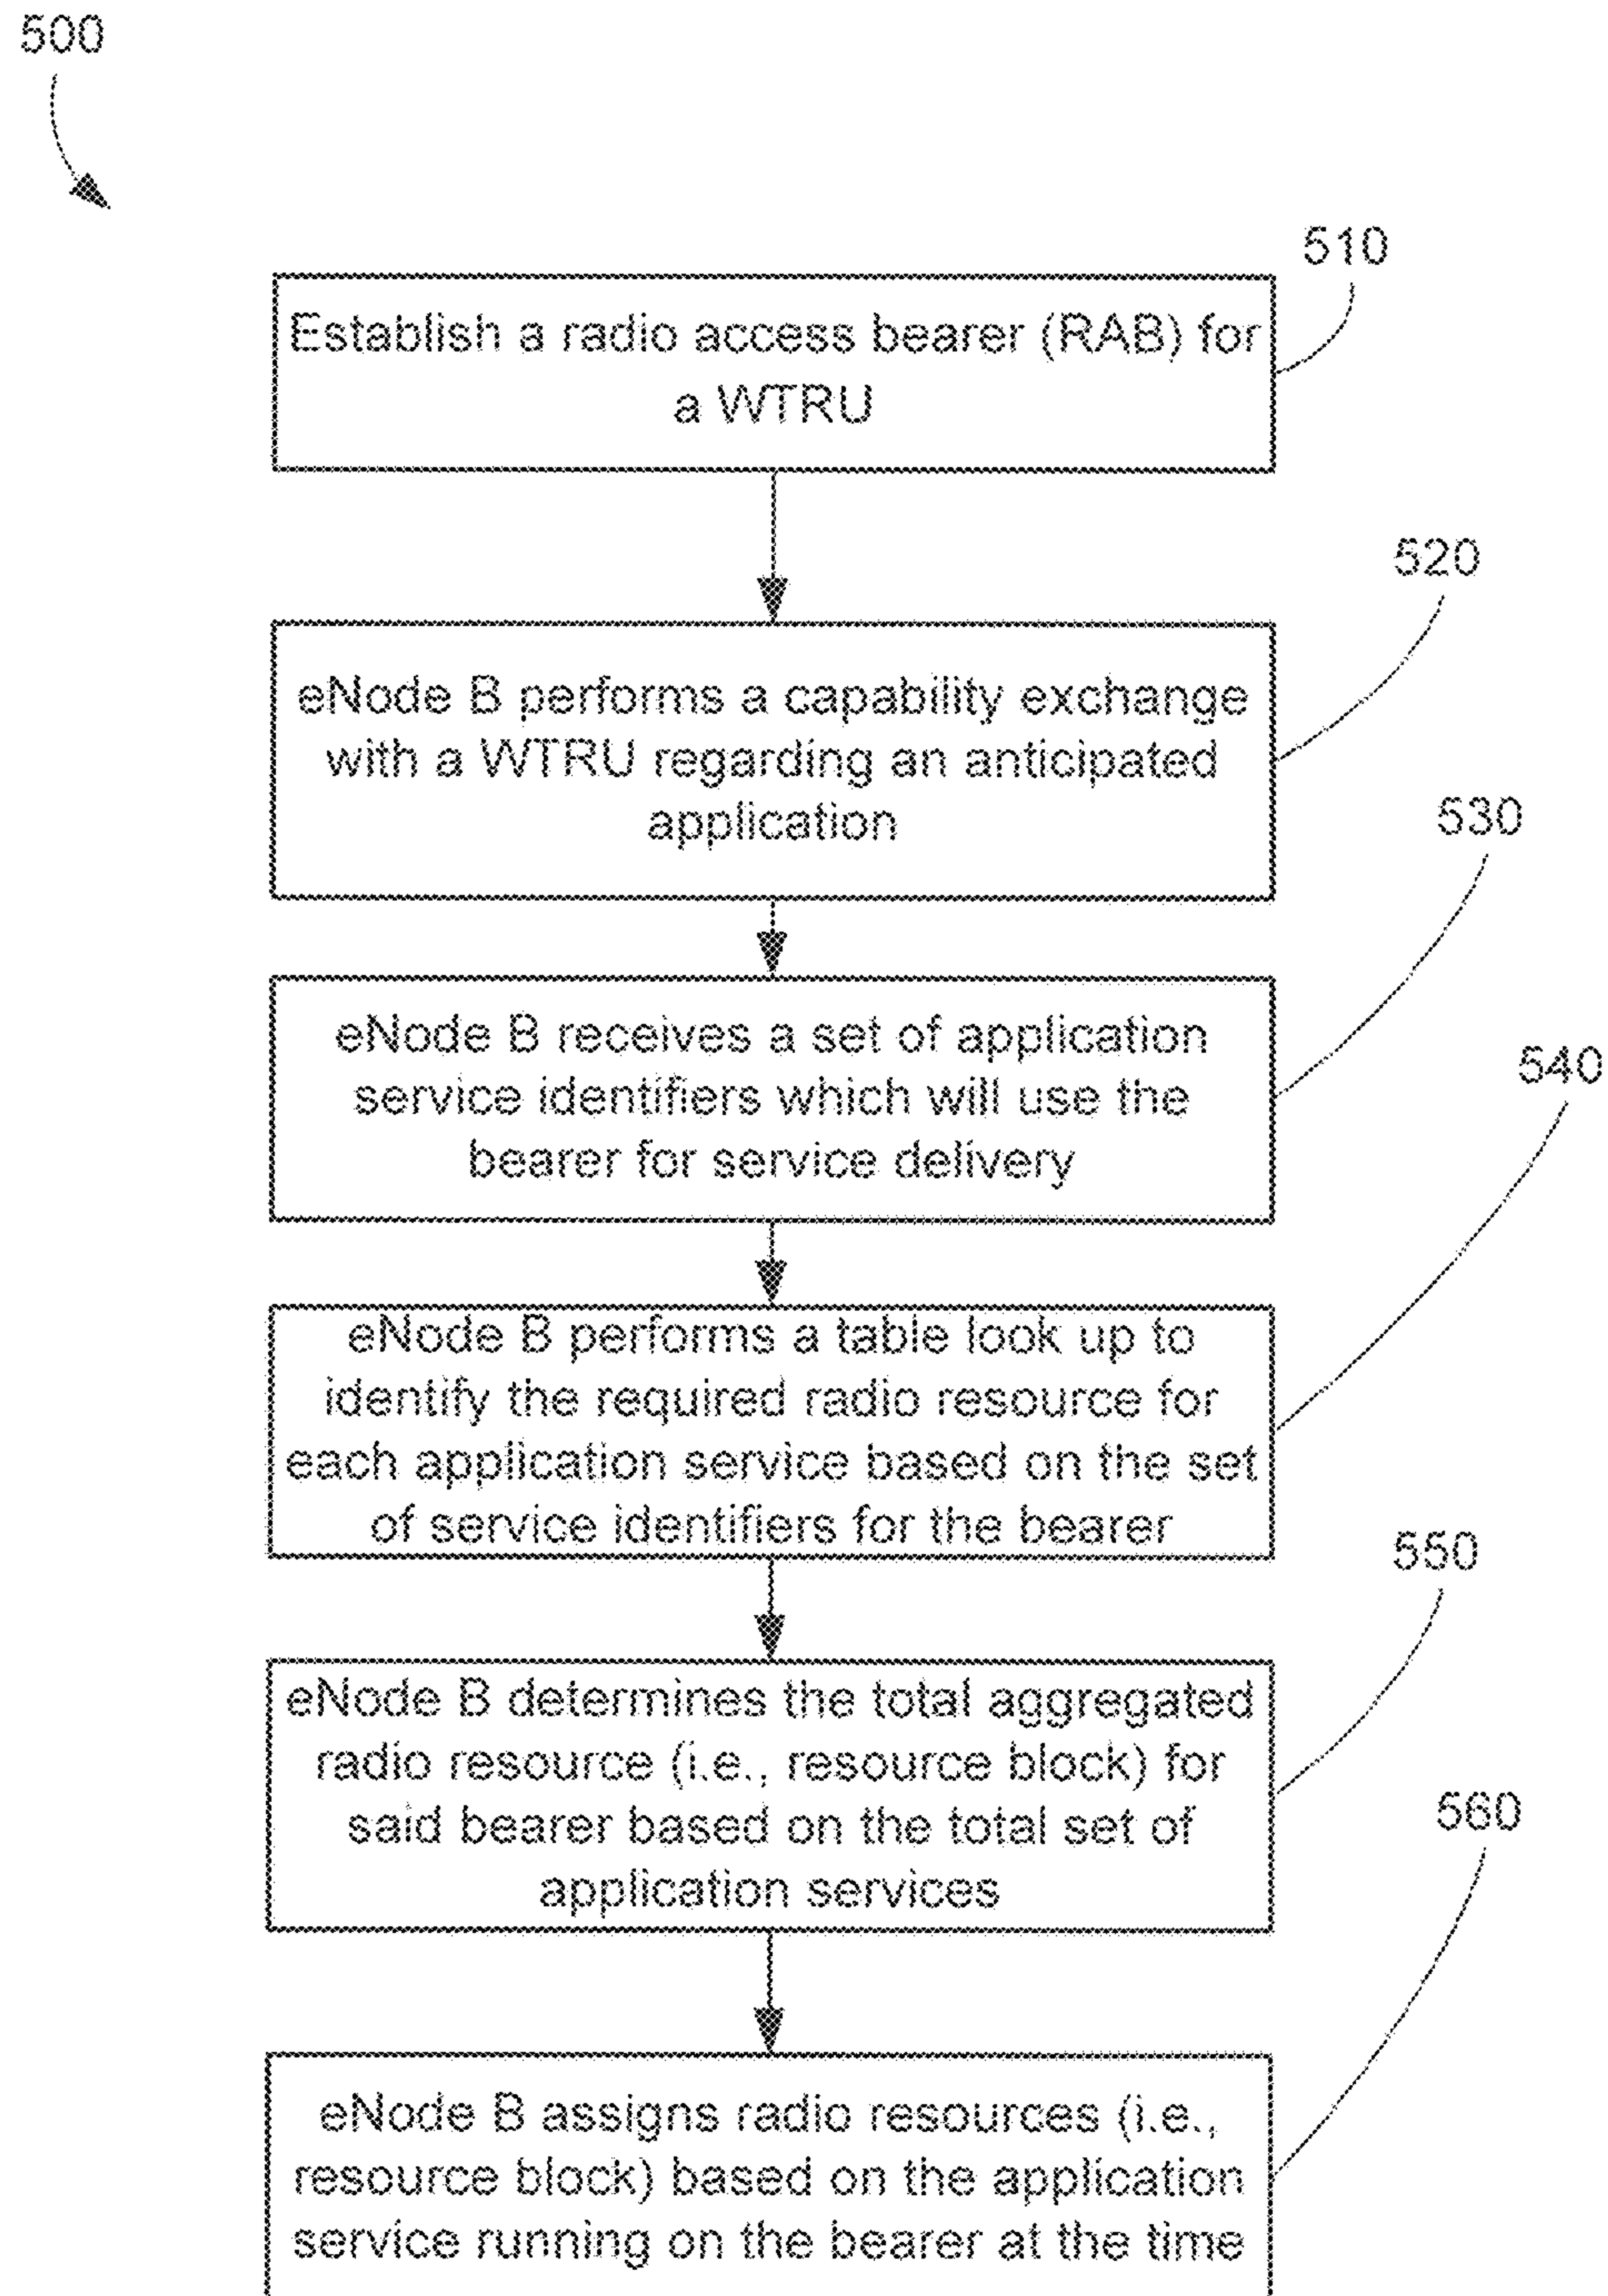 500
510
Establish a radio access bearer (RAB) for
a WTRU
520
eNode B performs a capability exchange
with a WTRU regarding an anticipated
application
530
eNode B receives a set of application
service identifiers which will use the
bearer for service delivery
540
eNode B performs a table look up to
identify the required radio resource for
each application service based on the set
of service identifiers for the bearer
550
eNode B determines the total aggregated
radio resource (i.e., resource block) for
said bearer based on the total set of
application services
560
eNode B assigns radio resources (i.e.,
resource block) based on the application
service running on the bearer at the time